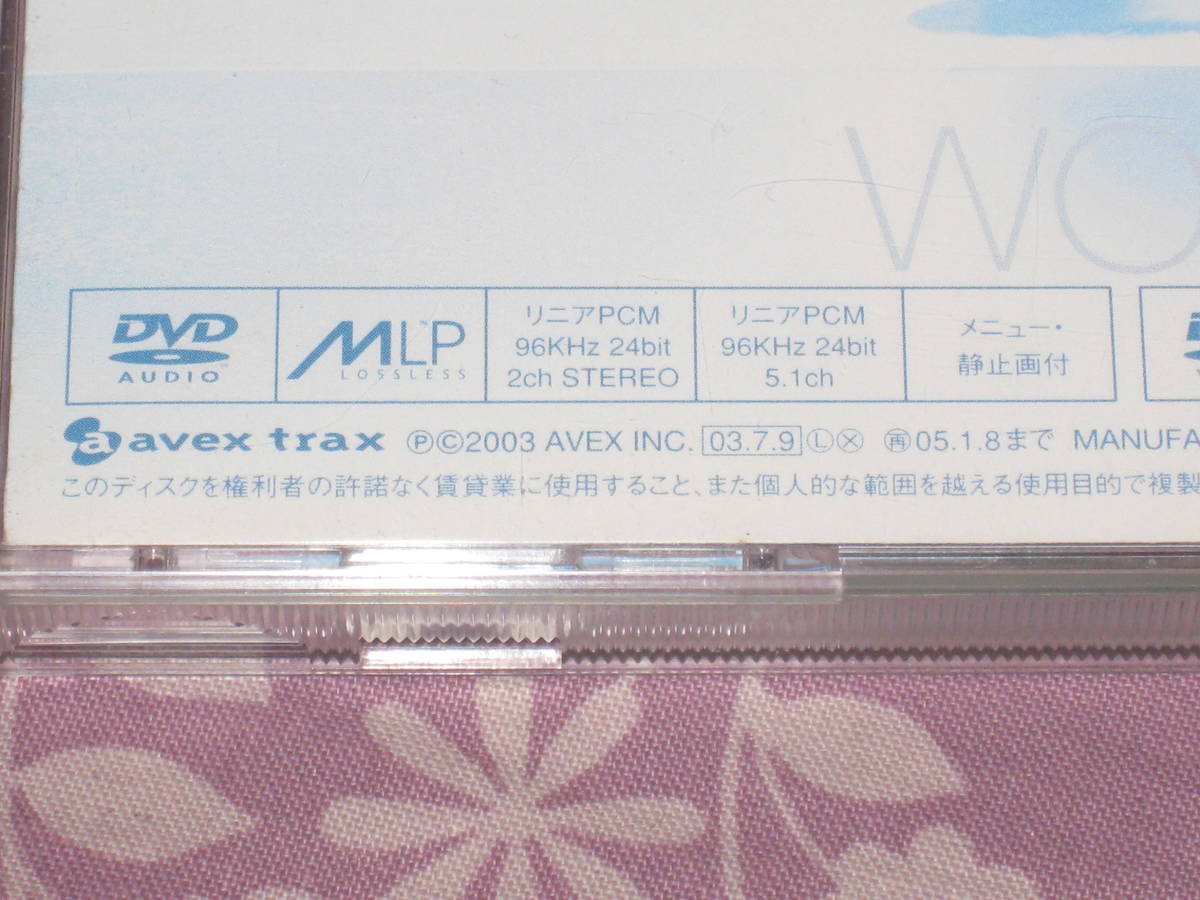 WO
DVD
AUDIO
MLP
LOSSLESS
リニアPCM
96KHz 24bit
2ch STEREO
リニアPCM
96KHz 24bit
5.1ch
メニュー・
静止画付
a avex trax ℗©2003 AVEX INC. 03.7.9 Ⓛ 再05.1.8まで MANUFA
このディスクを権利者の許諾なく賃貸業に使用すること、また個人的な範囲を越える使用目的で複製